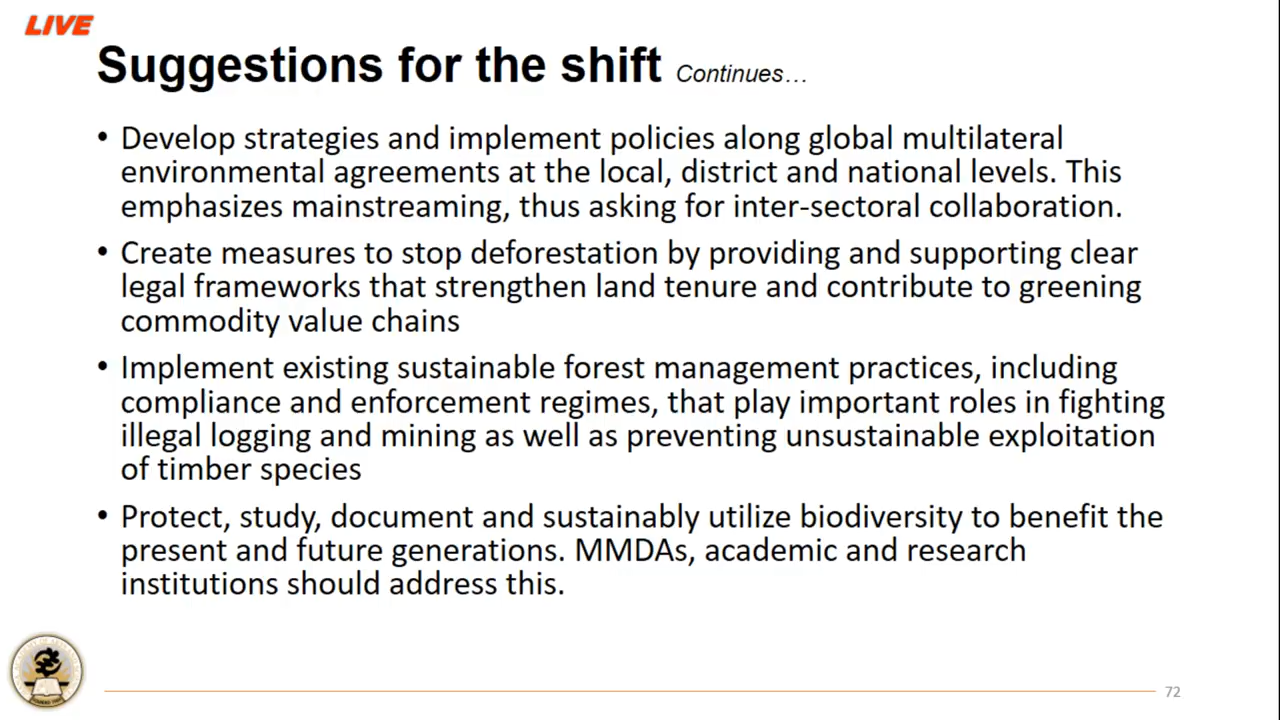 LIVE
Suggestions for the shift Continues...
• Develop strategies and implement policies along global multilateral
environmental agreements at the local, district and national levels. This
emphasizes mainstreaming, thus asking for inter-sectoral collaboration.
• Create measures to stop deforestation by providing and supporting clear
legal frameworks that strengthen land tenure and contribute to greening
commodity value chains
• Implement existing sustainable forest management practices, including
compliance and enforcement regimes, that play important roles in fighting
illegal logging and mining as well as preventing unsustainable exploitation
of timber species
• Protect, study, document and sustainably utilize biodiversity to benefit the
present and future generations. MMDAs, academic and research
institutions should address this.
72